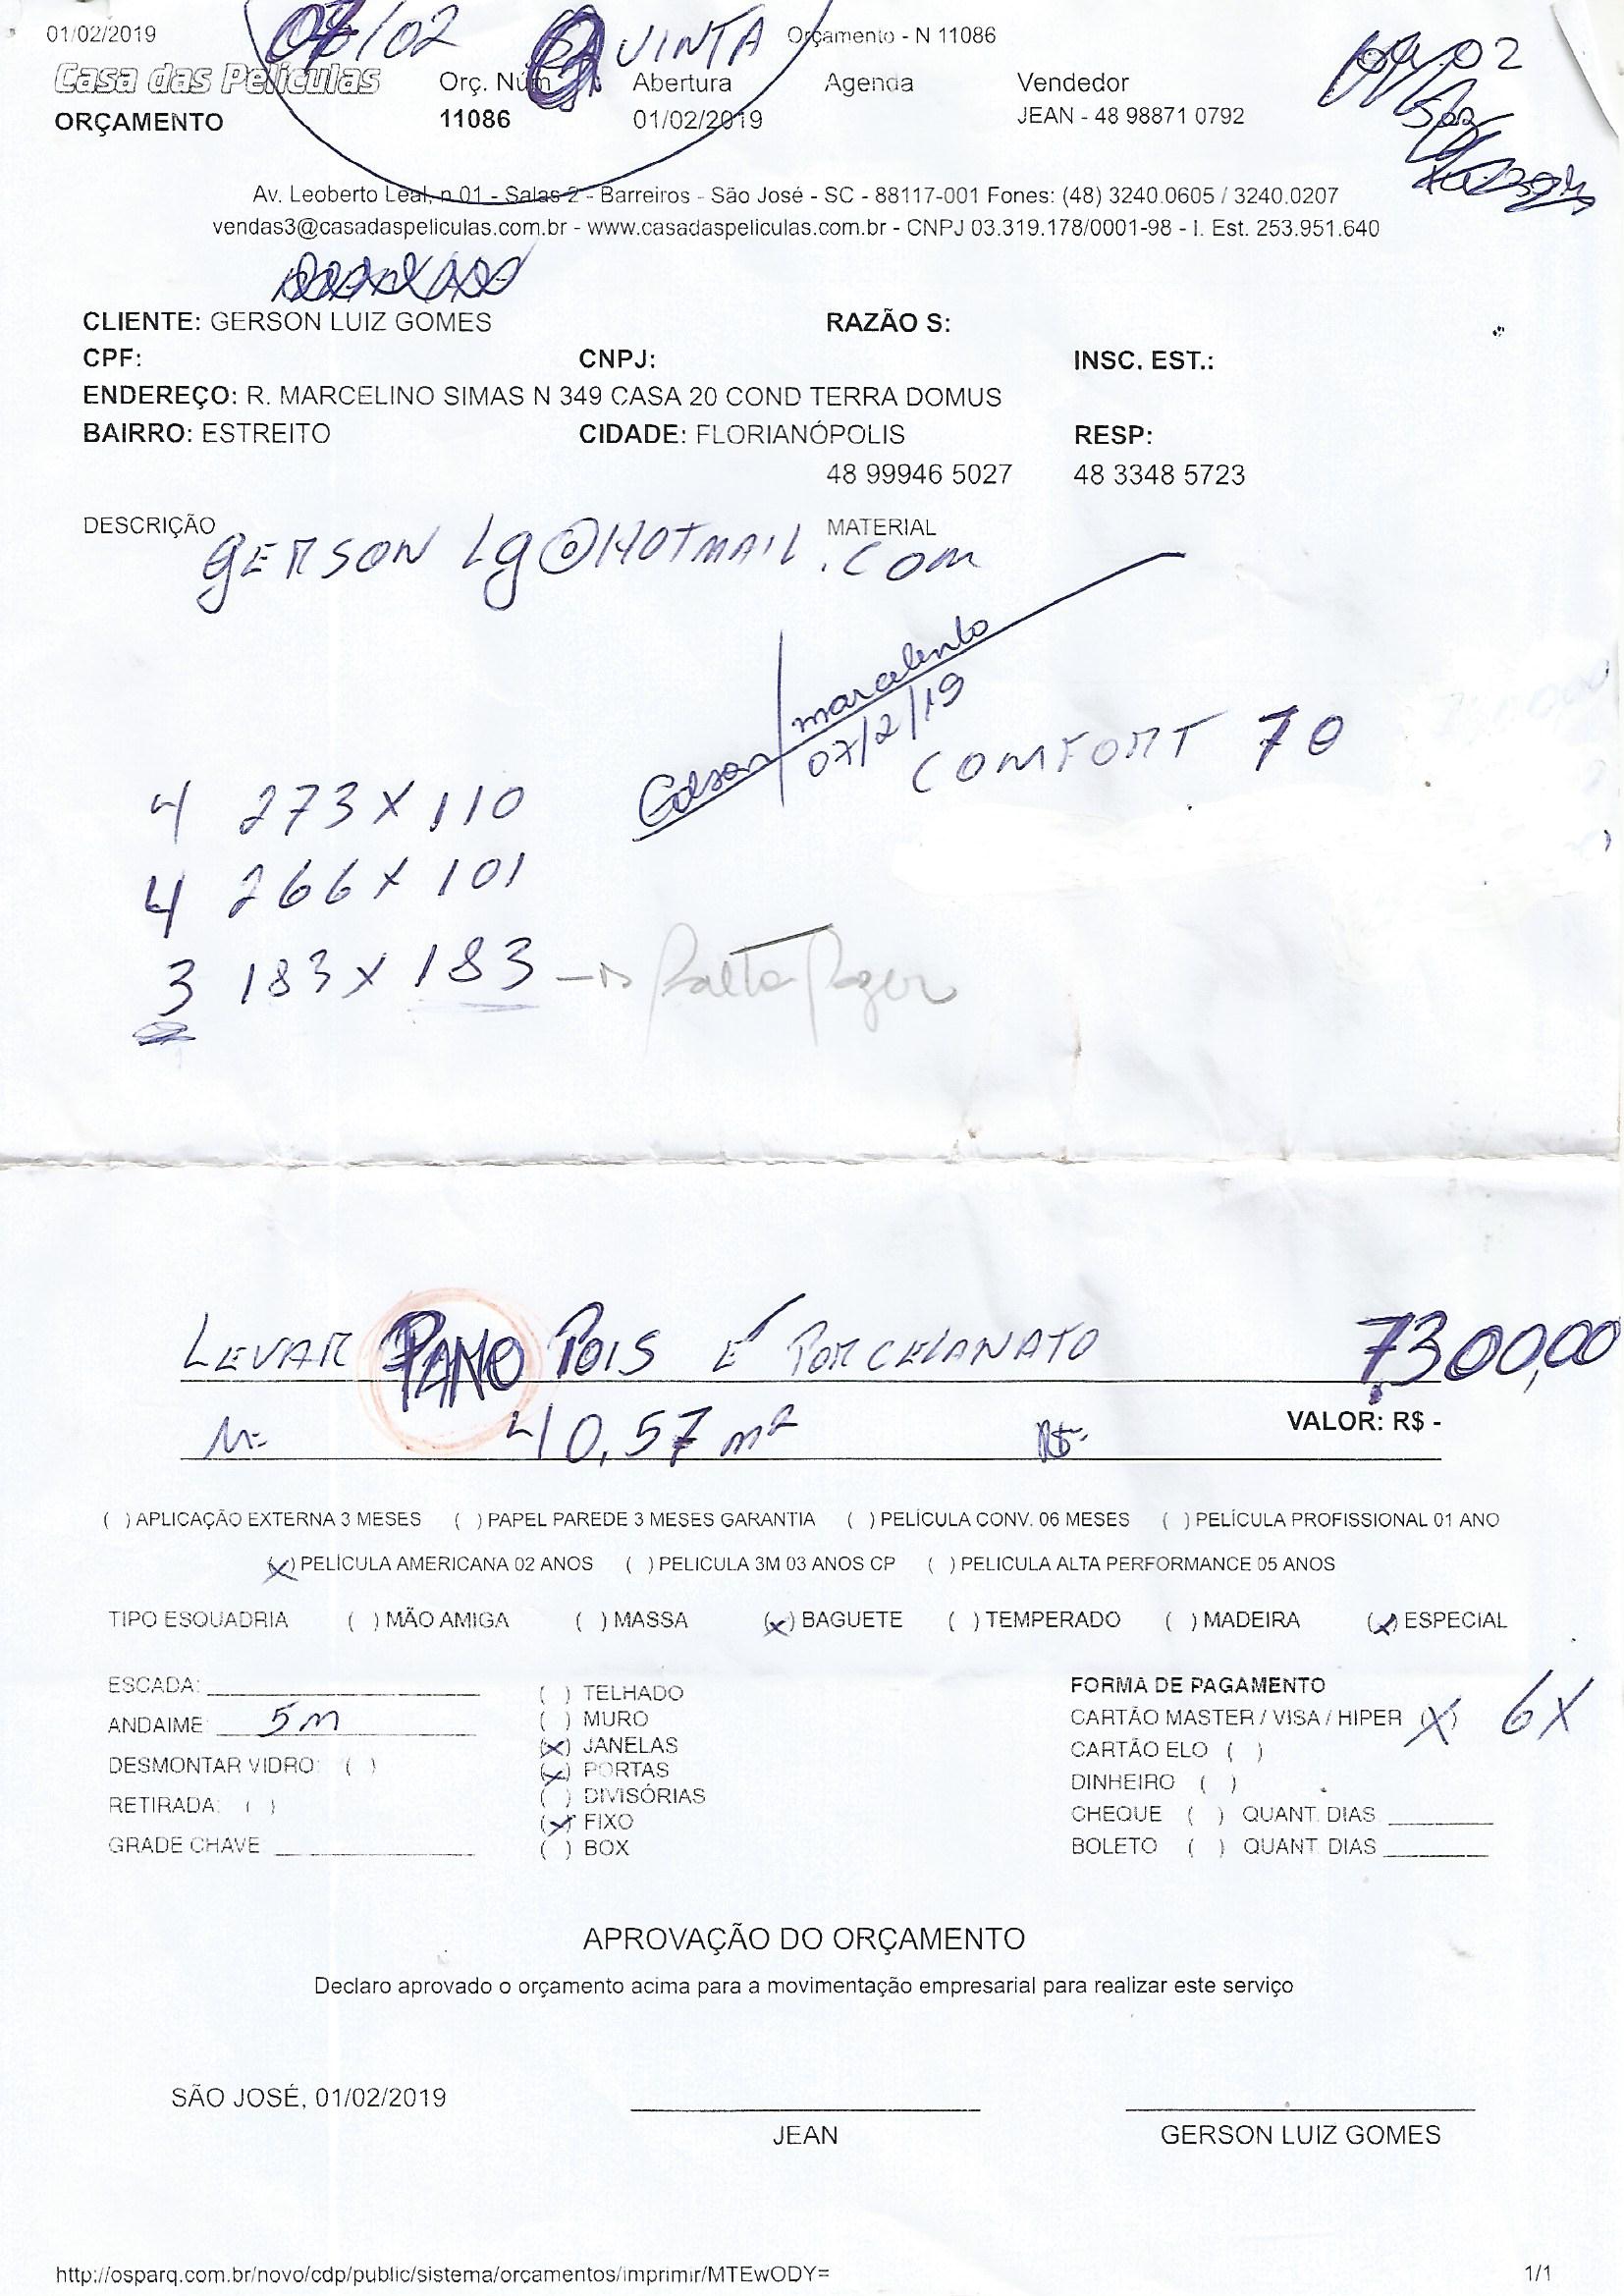 01/02/2019 07/02 QUINTA Orçamento - N 11086
Casa das Películas Orç. Núm Abertura Agenda Vendedor
ORÇAMENTO 11086 01/02/2019 JEAN - 48 98871 0792
Av. Leoberto Leal, n 01 - Salas 2 - Barreiros - São José - SC - 88117-001 Fones: (48) 3240.0605 / 3240.0207
vendas3@casadaspeliculas.com.br - www.casadaspeliculas.com.br - CNPJ 03.319.178/0001-98 - I. Est. 253.951.640
CLIENTE: GERSON LUIZ GOMES RAZÃO S:
CPF: CNPJ: INSC. EST.:
ENDEREÇO: R. MARCELINO SIMAS N 349 CASA 20 COND TERRA DOMUS
BAIRRO: ESTREITO CIDADE: FLORIANÓPOLIS RESP:
48 99946 5027 48 3348 5723
DESCRIÇÃO MATERIAL
GERSON Lg@HOTMAIL.COM
07/2/19
COMFORT 70
4 273 X 110
4 266 X 101
3 183 X 183 Falta
LEVAR PANO POIS É PORCELANATO 7300,00
M- 40,57 m² R$- VALOR: R$ -
( ) APLICAÇÃO EXTERNA 3 MESES ( ) PAPEL PAREDE 3 MESES GARANTIA ( ) PELÍCULA CONV. 06 MESES ( ) PELÍCULA PROFISSIONAL 01 ANO
(X) PELÍCULA AMERICANA 02 ANOS ( ) PELICULA 3M 03 ANOS CP ( ) PELICULA ALTA PERFORMANCE 05 ANOS
TIPO ESQUADRIA ( ) MÃO AMIGA ( ) MASSA (X) BAGUETE ( ) TEMPERADO ( ) MADEIRA (X) ESPECIAL
ESCADA: ( ) TELHADO FORMA DE PAGAMENTO
ANDAIME: 5m ( ) MURO CARTÃO MASTER / VISA / HIPER (X) 6X
(X) JANELAS CARTÃO ELO ( )
DESMONTAR VIDRO: ( ) (X) PORTAS DINHEIRO ( )
RETIRADA: ( ) ( ) DIVISÓRIAS CHEQUE ( ) QUANT. DIAS
(X) FIXO
GRADE CHAVE ( ) BOX BOLETO ( ) QUANT. DIAS
APROVAÇÃO DO ORÇAMENTO
Declaro aprovado o orçamento acima para a movimentação empresarial para realizar este serviço
SÃO JOSÉ, 01/02/2019
JEAN GERSON LUIZ GOMES
http://osparq.com.br/novo/cdp/public/sistema/orcamentos/imprimir/MTEwODY= 1/1